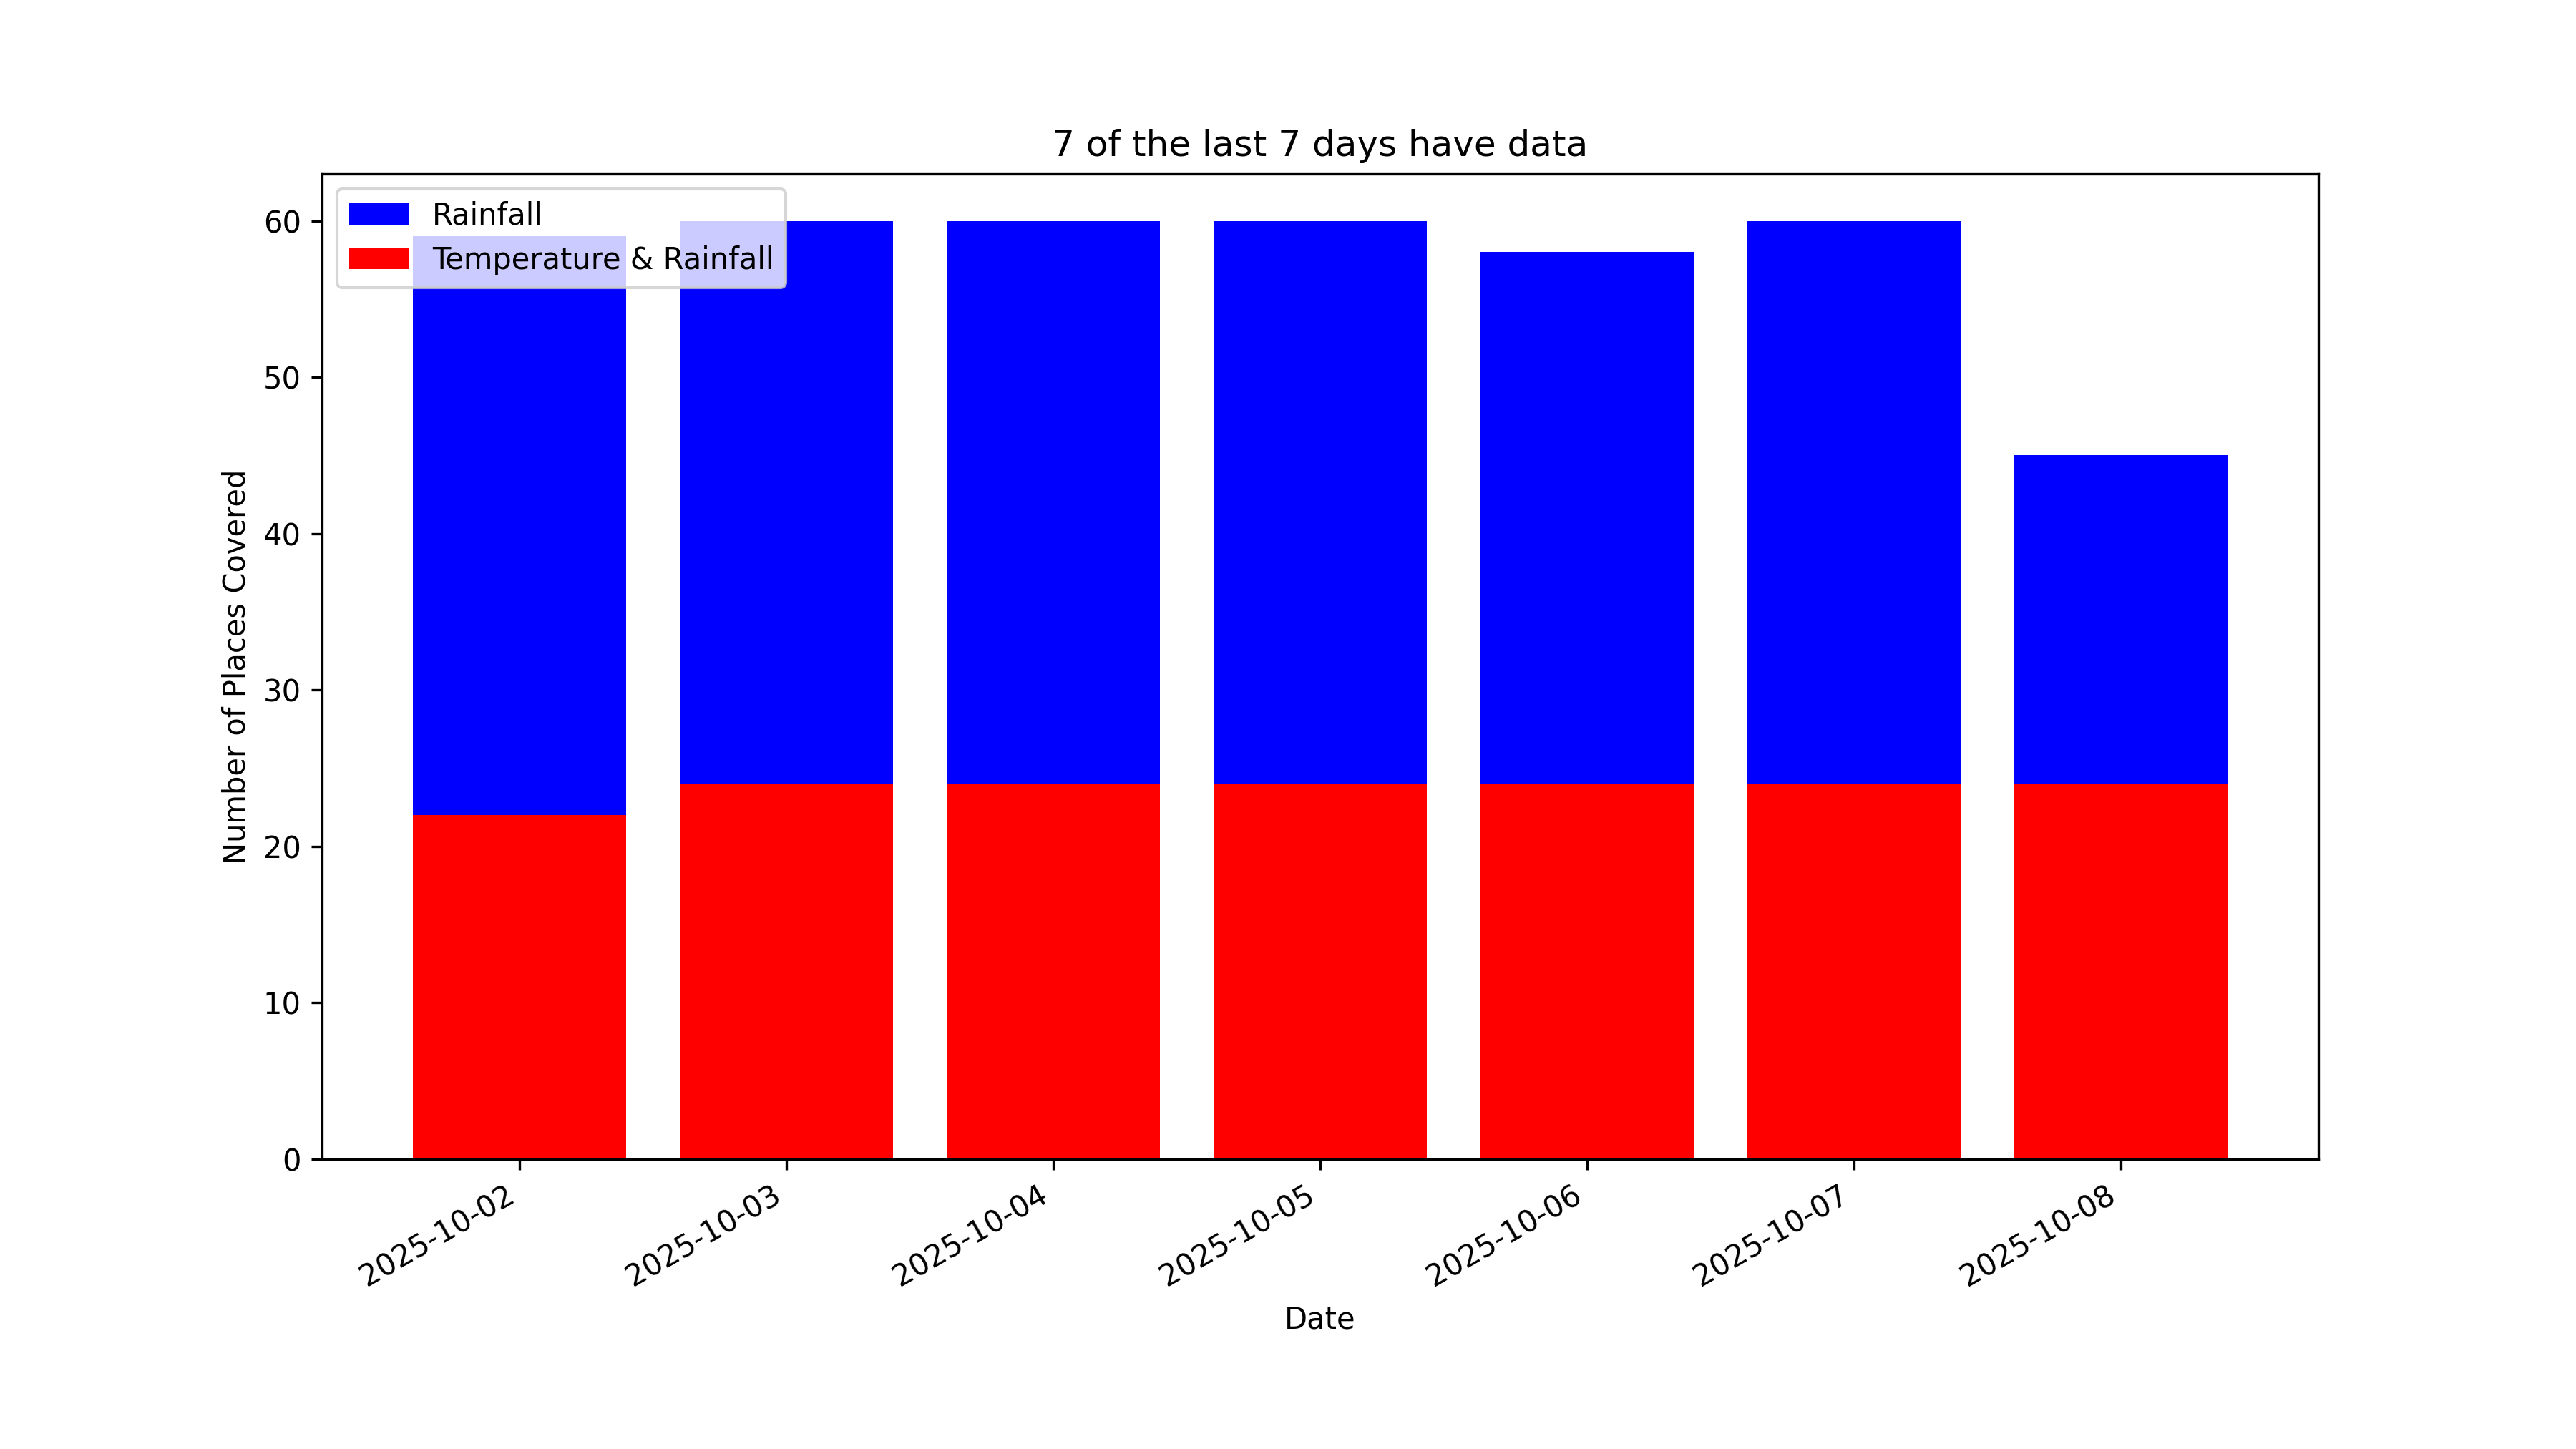 7 of the last 7 days have data
Rainfall
Temperature & Rainfall
Number of Places Covered
60
50
40
30
20
10
0
2025-10-02
2025-10-03
2025-10-04
2025-10-05
2025-10-06
2025-10-07
2025-10-08
Date